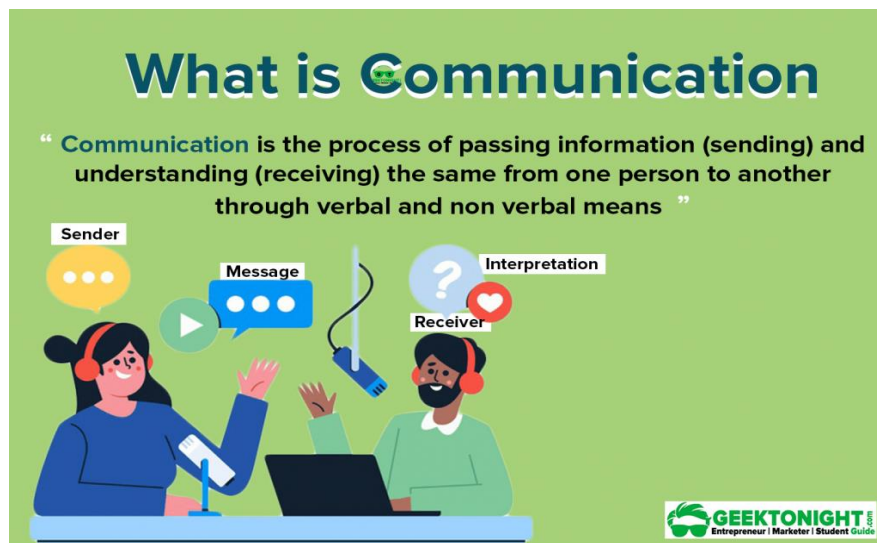 What is Communication
“ Communication is the process of passing information (sending) and
understanding (receiving) the same from one person to another
through verbal and non verbal means ”
Sender
Message
Interpretation
Receiver
GEEKTONIGHT.com
Entrepreneur | Marketer | Student Guide